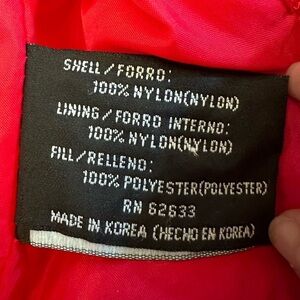 SHELL/FORRO:
100% NYLON(NYLON)
LINING/FORRO INTERNO:
100% NYLON(NYLON)
FILL/RELLENO:
100% POLYESTER(POLYESTER)
RN 62633
MADE IN KOREA (HECHO EN KOREA)